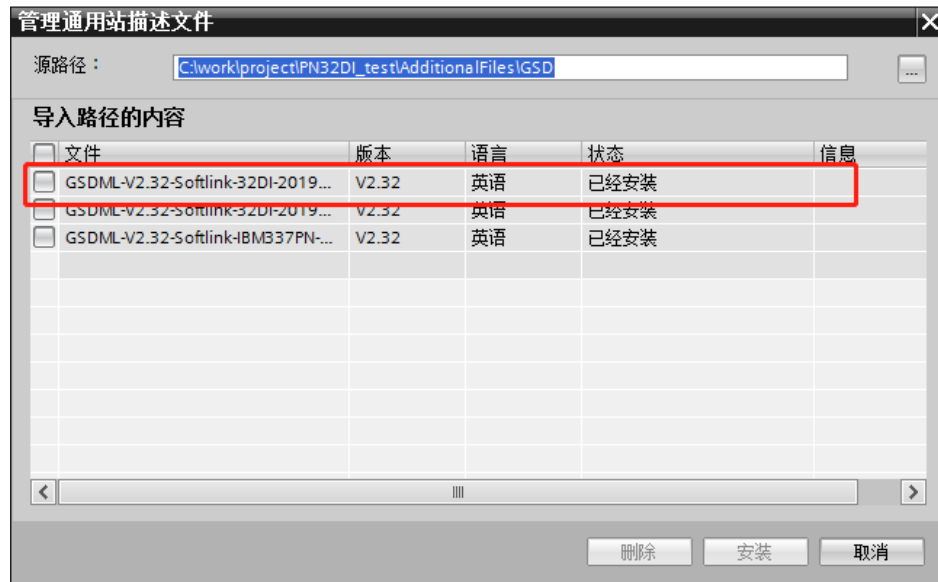 管理通用站描述文件
源路径： C:\work\project\PN32DI_test\AdditionalFiles\GSD ...
导入路径的内容
文件 版本 语言 状态 信息
GSDML-V2.32-Softlink-32DI-2019... V2.32 英语 已经安装
GSDML-V2.32-Softlink-32DI-2019... V2.32 英语 已经安装
GSDML-V2.32-Softlink-IBM337PN-... V2.32 英语 已经安装
删除 安装 取消